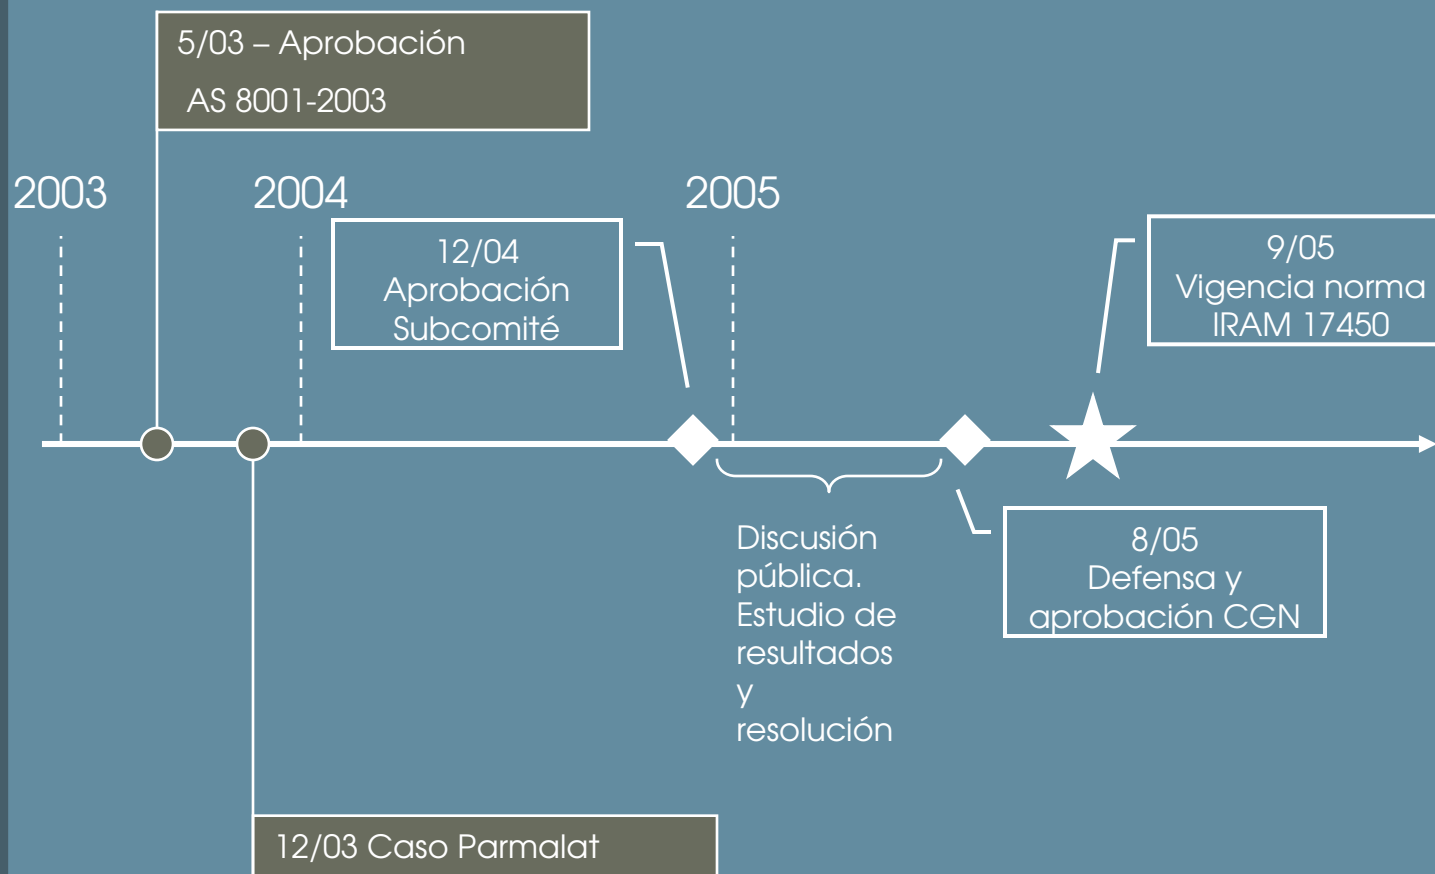 5/03 – Aprobación
AS 8001-2003
2003
2004
2005
12/04
Aprobación
Subcomité
9/05
Vigencia norma
IRAM 17450
Discusión
pública.
Estudio de
resultados
y
resolución
8/05
Defensa y
aprobación CGN
12/03 Caso Parmalat